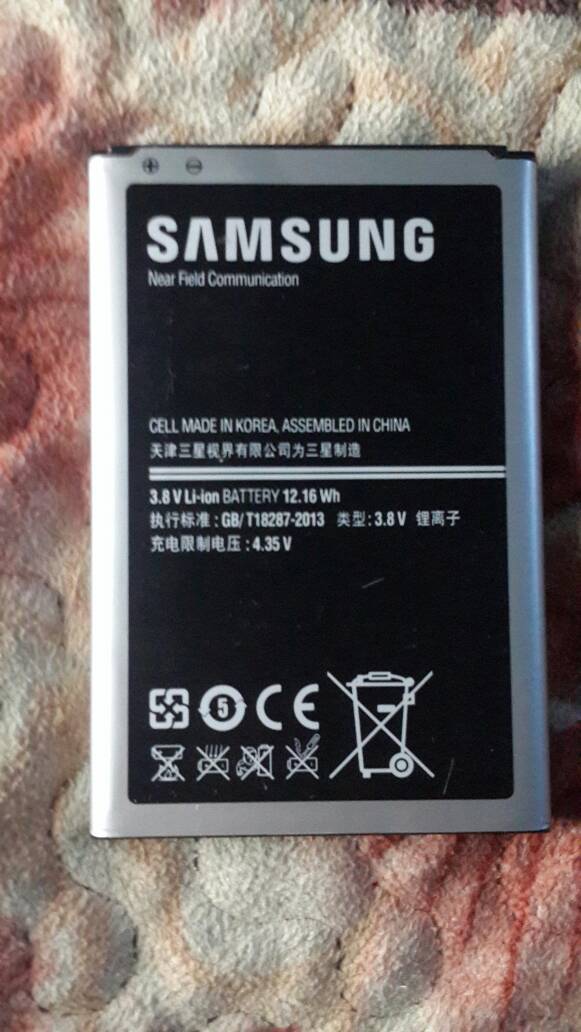 SAMSUNG
Near Field Communication
CELL MADE IN KOREA, ASSEMBLED IN CHINA
天津三星视界有限公司为三星制造
3.8 V Li-ion BATTERY 12.16 Wh
执行标准 : GB/ T18287-2013 类型 : 3.8 V 锂离子
充电限制电压 : 4.35 V
5 CE